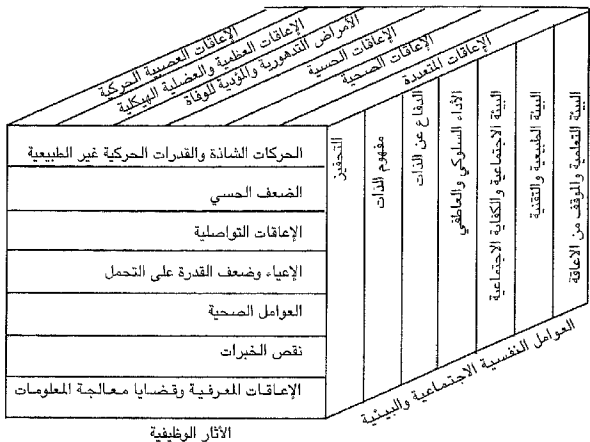 الإعاقات العصبية الحركية
الإعاقات العظمية والعضلية الهيكلية
الأمراض التدهورية والمؤدية للوفاة
الإعاقات الحسية
الإعاقات الصحية
الإعاقات المتعددة
الحركات الشاذة والقدرات الحركية غير الطبيعية
الضعف الحسي
الإعاقات التواصلية
الإعياء وضعف القدرة على التحمل
العوامل الصحية
نقص الخبرات
الإعاقات المعرفية وقضايا معالجة المعلومات
الأثار الوظيفية
التحفيز
مفهوم الذات
الدفاع عن الذات
الأداء السلوكي والعاطفي
البيئة الاجتماعية والكفاية الاجتماعية
البيئة الطبيعية والتقنية
البيئة التعلمية والموقف من الاعاقة
العوامل النفسية الاجتماعية والبيئية